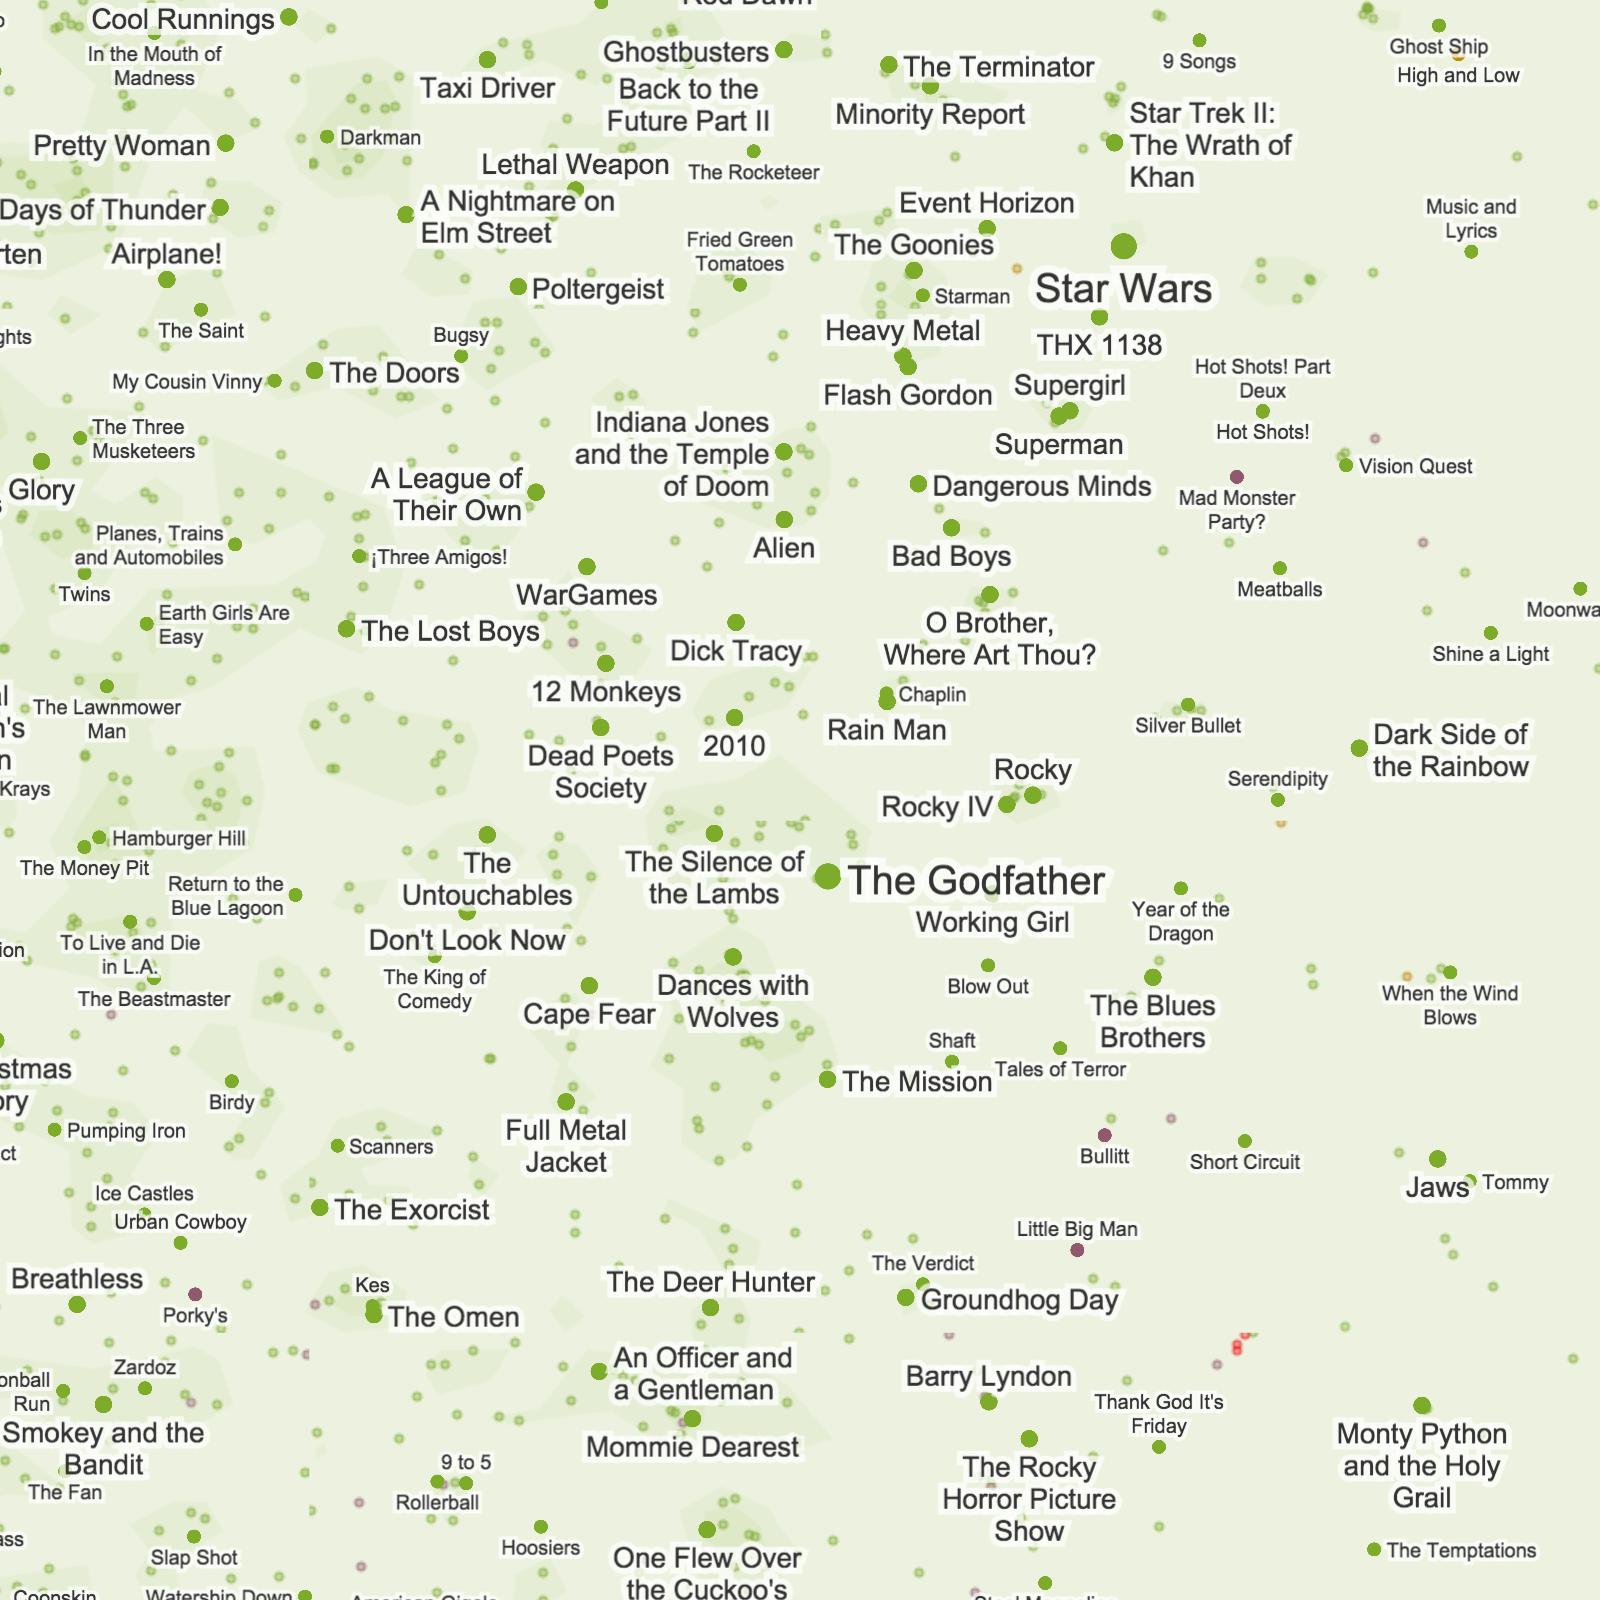 Cool Runnings
In the Mouth of
Madness
Taxi Driver
Ghostbusters
Back to the
Future Part II
The Terminator
Minority Report
9 Songs
Ghost Ship
High and Low
Star Trek II:
The Wrath of
Khan
Pretty Woman
Darkman
Lethal Weapon
The Rocketeer
Days of Thunder
A Nightmare on
Elm Street
Event Horizon
Music and
Lyrics
Airplane!
Fried Green
Tomatoes
The Goonies
Poltergeist
Starman
Star Wars
The Saint
Bugsy
Heavy Metal
THX 1138
My Cousin Vinny
The Doors
Flash Gordon
Supergirl
Hot Shots! Part
Deux
Hot Shots!
The Three
Musketeers
Indiana Jones
and the Temple
of Doom
Superman
Vision Quest
Glory
A League of
Their Own
Dangerous Minds
Mad Monster
Party?
Planes, Trains
and Automobiles
¡Three Amigos!
Alien
Bad Boys
Twins
WarGames
Meatballs
Moonwa
Earth Girls Are
Easy
The Lost Boys
Dick Tracy
O Brother,
Where Art Thou?
Shine a Light
12 Monkeys
Chaplin
The Lawnmower
Man
Rain Man
Silver Bullet
Dead Poets
Society
2010
Dark Side of
the Rainbow
Krays
Rocky
Rocky IV
Serendipity
Hamburger Hill
The Money Pit
The
Untouchables
The Silence of
the Lambs
The Godfather
Return to the
Blue Lagoon
Working Girl
Year of the
Dragon
To Live and Die
in L.A.
Don't Look Now
The King of
Comedy
Blow Out
The Beastmaster
Cape Fear
Dances with
Wolves
The Blues
Brothers
When the Wind
Blows
stmas
ory
Shaft
Tales of Terror
The Mission
Birdy
Pumping Iron
Scanners
Full Metal
Jacket
Bullitt
Short Circuit
Jaws
Tommy
Ice Castles
Urban Cowboy
The Exorcist
Little Big Man
Breathless
Porky's
Kes
The Omen
The Deer Hunter
The Verdict
Groundhog Day
onball
Run
Zardoz
An Officer and
a Gentleman
Barry Lyndon
Thank God It's
Friday
Smokey and the
Bandit
The Fan
9 to 5
Rollerball
Mommie Dearest
The Rocky
Horror Picture
Show
Monty Python
and the Holy
Grail
Slap Shot
Hoosiers
One Flew Over
the Cuckoo's
The Temptations
Watership Down